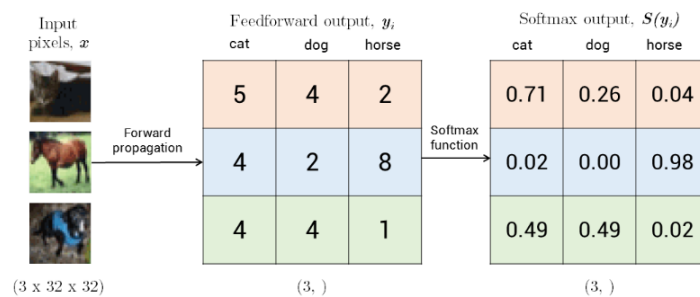 Input
pixels, x
Feedforward output, yᵢ
Softmax output, S(yᵢ)
cat dog horse
cat dog horse
Forward
propagation
Softmax
function
5 4 2
0.71 0.26 0.04
4 2 8
0.02 0.00 0.98
4 4 1
0.49 0.49 0.02
(3 x 32 x 32)
(3, )
(3, )